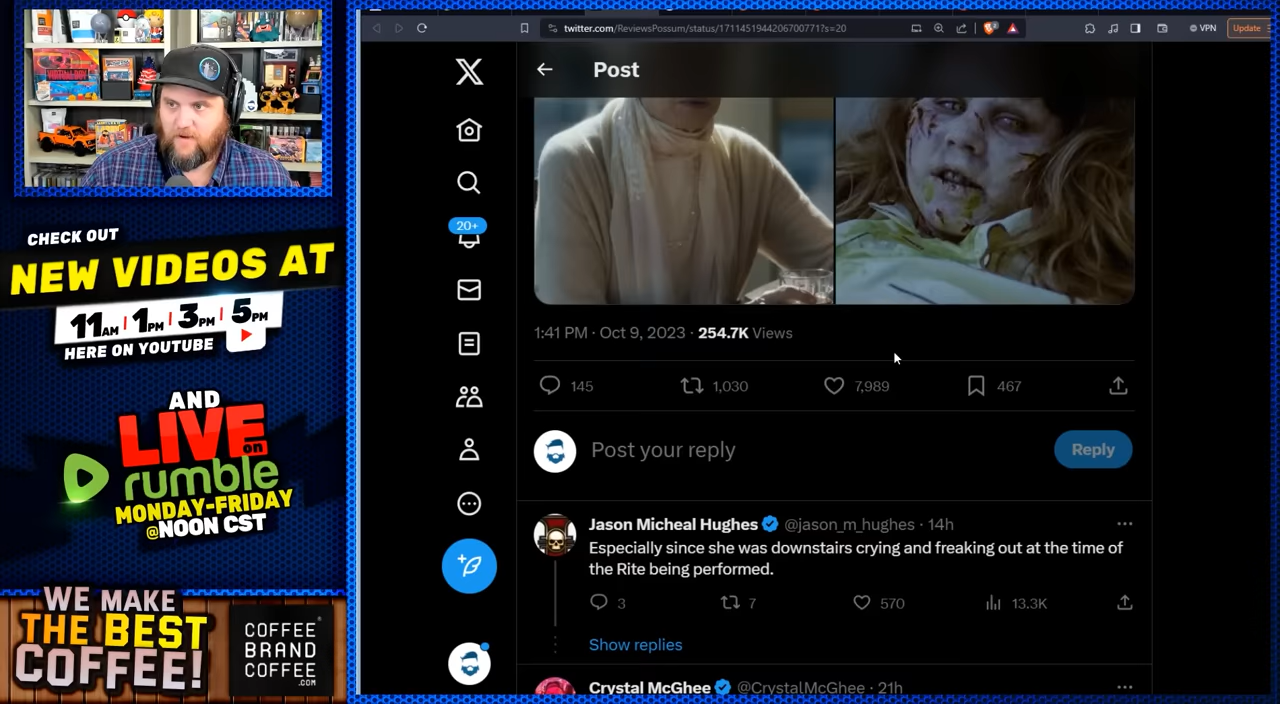 CHECK OUT
NEW VIDEOS AT
11AM | 1PM | 3PM | 5PM
HERE ON YOUTUBE
AND
LIVE on
rumble
MONDAY-FRIDAY
@NOON CST
WE MAKE
THE BEST
COFFEE!
COFFEE
BRAND
COFFEE
.COM
twitter.com/ReviewsPossum/status/1711451944206700771?s=20
VPN
Update
Post
20+
1:41 PM · Oct 9, 2023 · 254.7K Views
145 1,030 7,989 467
Post your reply
Reply
Jason Micheal Hughes @jason_m_hughes · 14h
Especially since she was downstairs crying and freaking out at the time of
the Rite being performed.
3 7 570 13.3K
Show replies
Crystal McGhee @CrystalMcGhee · 21h